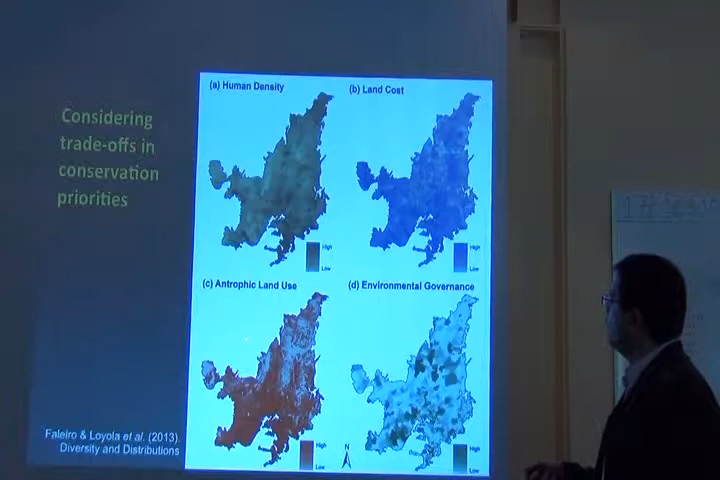 Considering
trade-offs in
conservation
priorities
(a) Human Density
High
Low
(b) Land Cost
High
Low
(c) Antrophic Land Use
High
Low
N
(d) Environmental Governance
High
Low
Faleiro & Loyola et al. (2013).
Diversity and Distributions